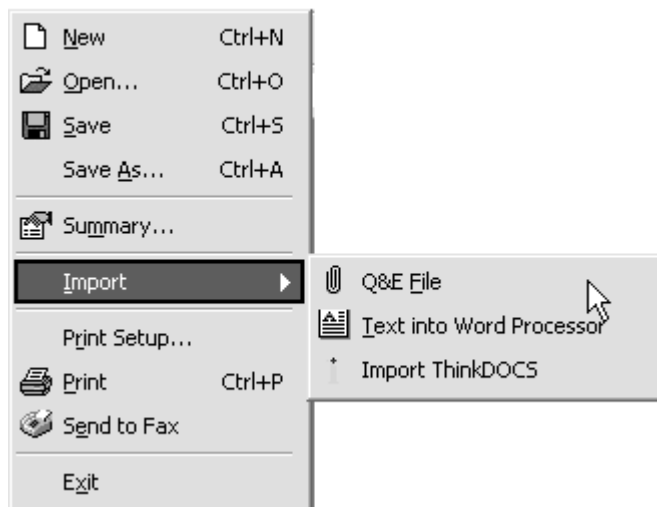 New Ctrl+N
Open... Ctrl+O
Save Ctrl+S
Save As... Ctrl+A
Summary...
Import
Q&E File
Text into Word Processor
Import ThinkDOCS
Print Setup...
Print Ctrl+P
Send to Fax
Exit